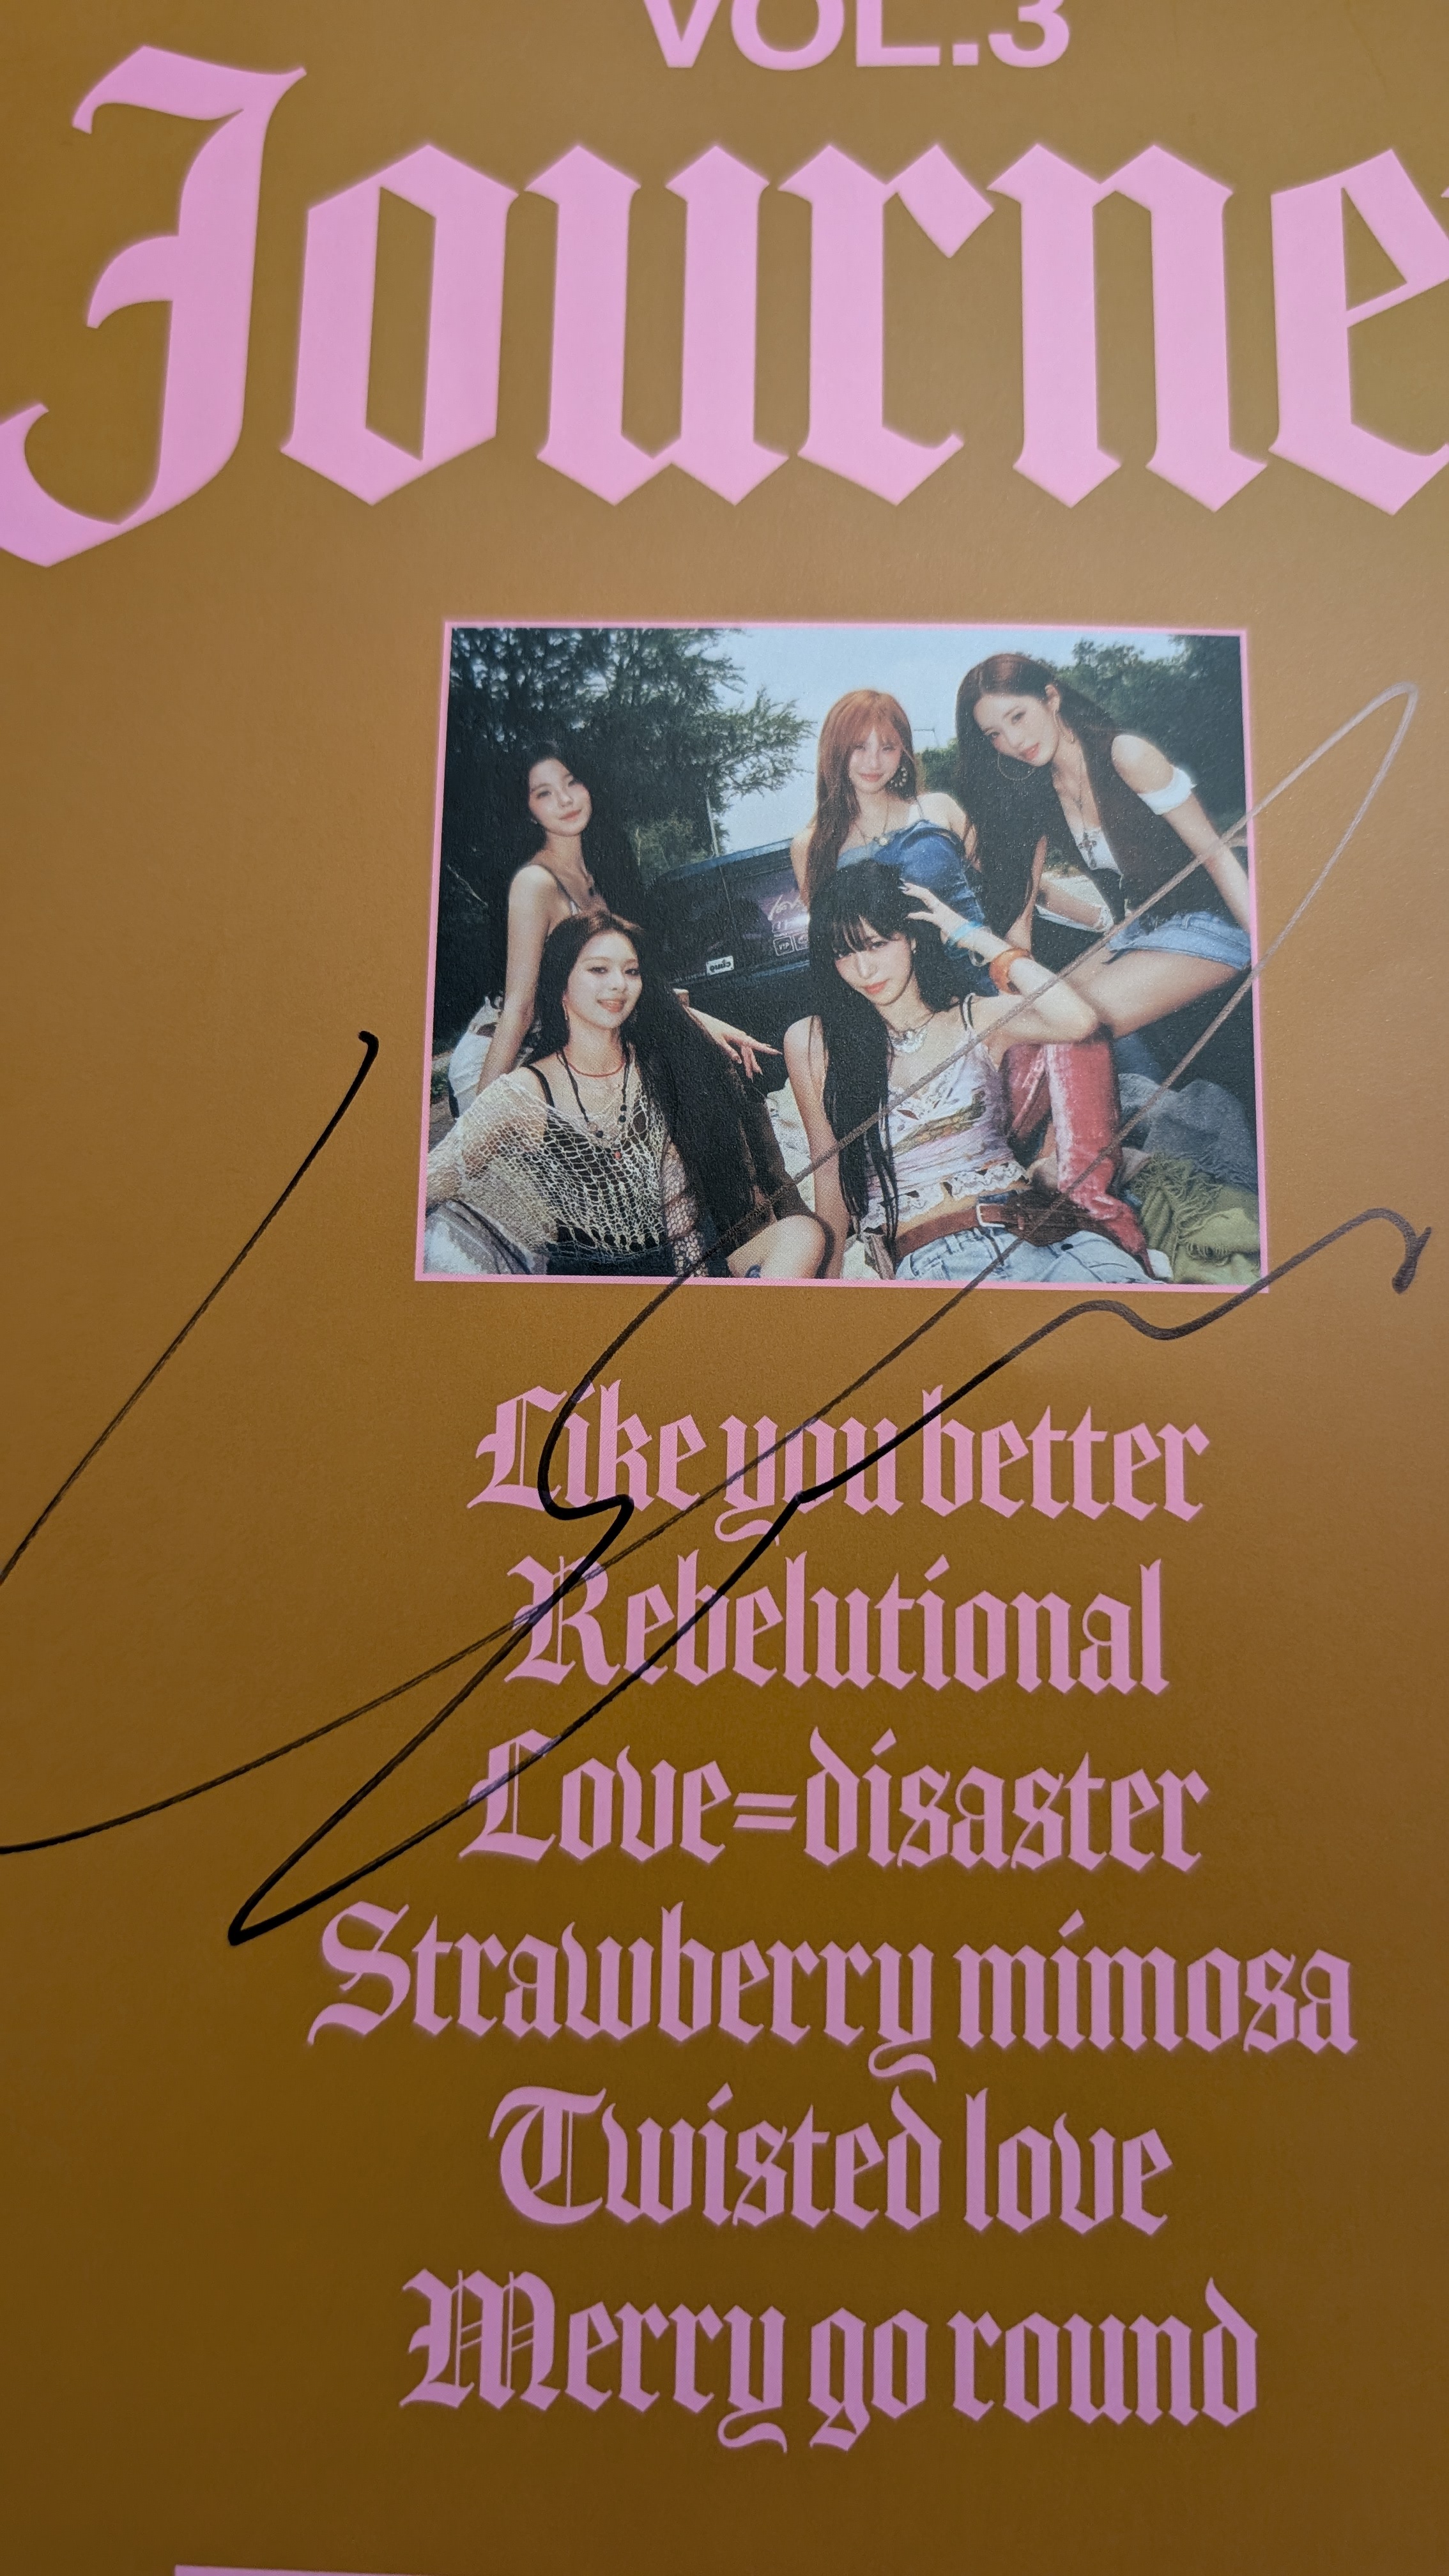 VOL.3
Journe
Like you better
Rebelutional
Love=disaster
Strawberry mimosa
Twisted love
Merry go round